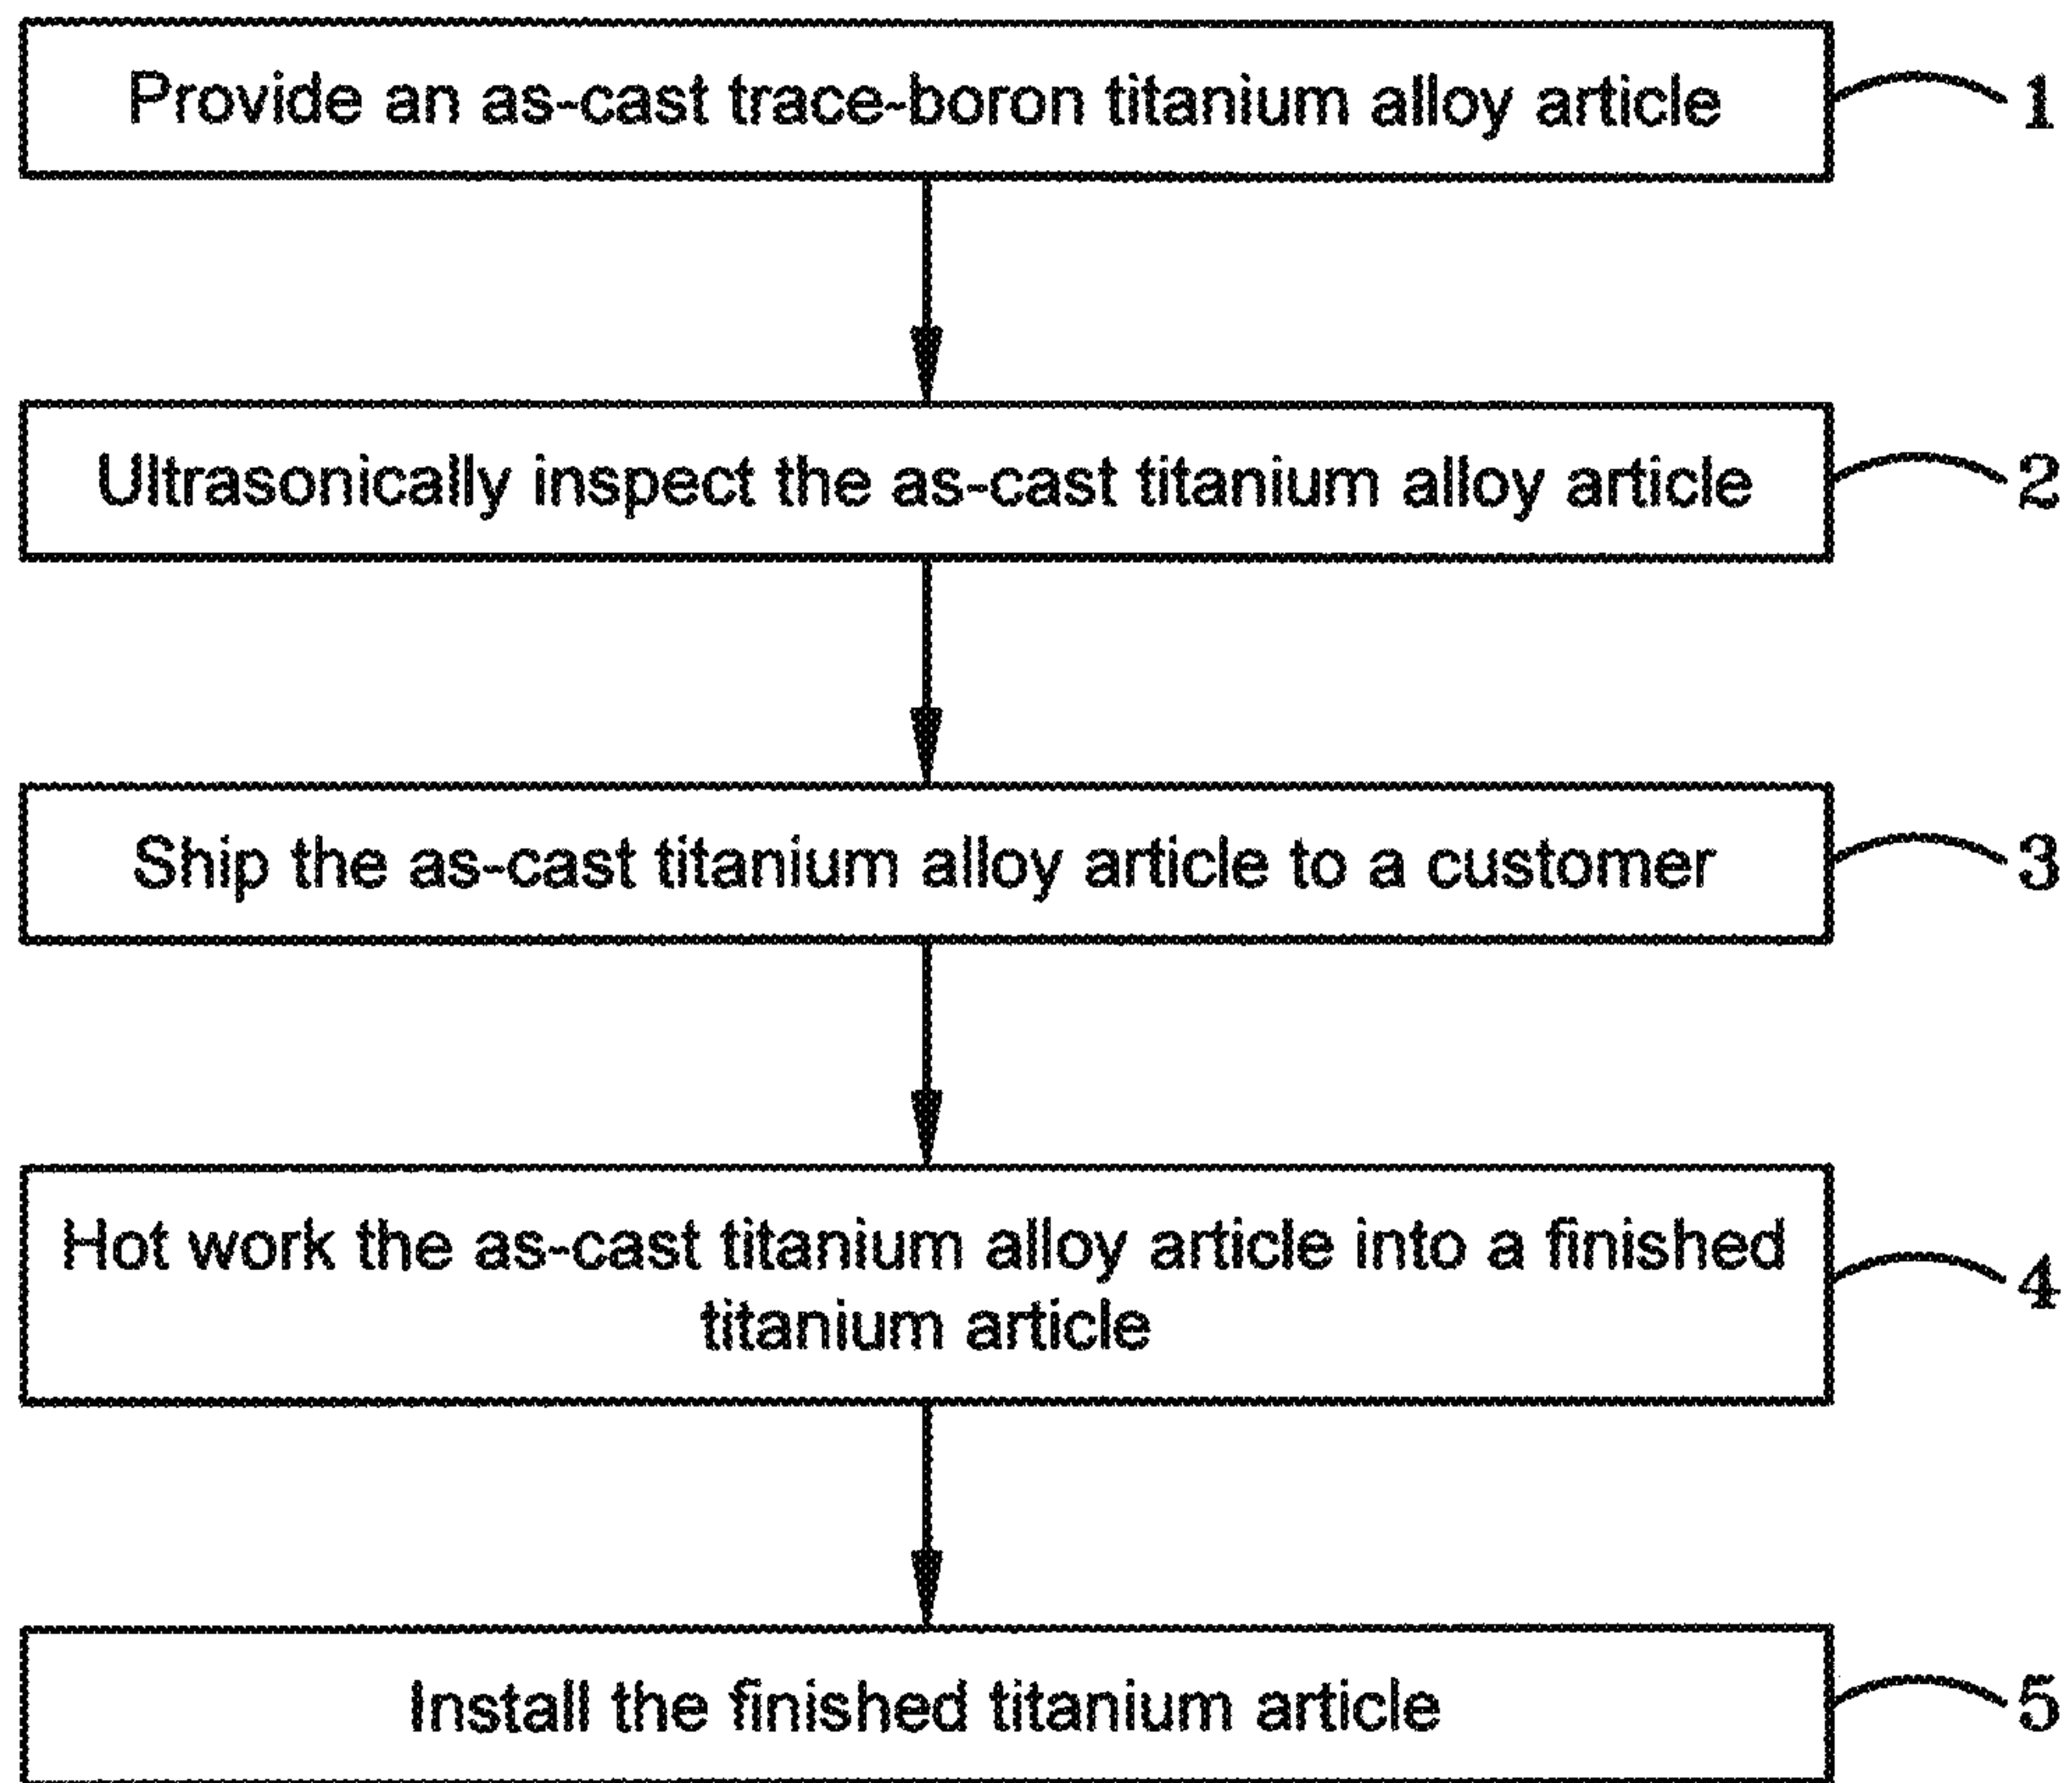 Provide an as-cast trace-boron titanium alloy article
1
Ultrasonically inspect the as-cast titanium alloy article
2
Ship the as-cast titanium alloy article to a customer
3
Hot work the as-cast titanium alloy article into a finished
titanium article
4
Install the finished titanium article
5